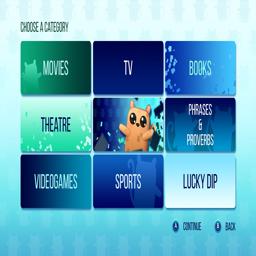 CHOOSE A CATEGORY
MOVIES
TV
BOOKS
THEATRE
PHRASES
&
PROVERBS
VIDEOGAMES
SPORTS
LUCKY DIP
A CONTINUE
B BACK